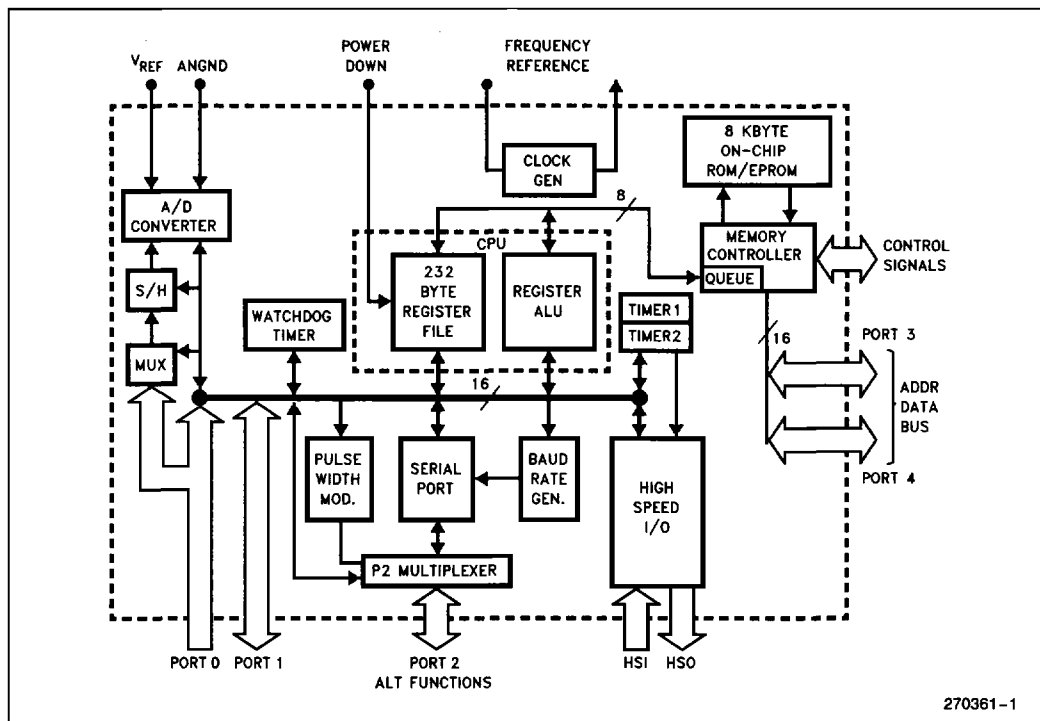 VREF
ANGND
POWER
DOWN
FREQUENCY
REFERENCE
CLOCK
GEN
8 KBYTE
ON-CHIP
ROM/EPROM
A/D
CONVERTER
8
CPU
232
BYTE
REGISTER
FILE
REGISTER
ALU
MEMORY
CONTROLLER
QUEUE
CONTROL
SIGNALS
S/H
WATCHDOG
TIMER
TIMER1
TIMER2
MUX
16
16
PORT 3
ADDR
DATA
BUS
PORT 4
PULSE
WIDTH
MOD.
SERIAL
PORT
BAUD
RATE
GEN.
HIGH
SPEED
I/O
P2 MULTIPLEXER
PORT 0
PORT 1
PORT 2
ALT FUNCTIONS
HSI
HSO
270361-1